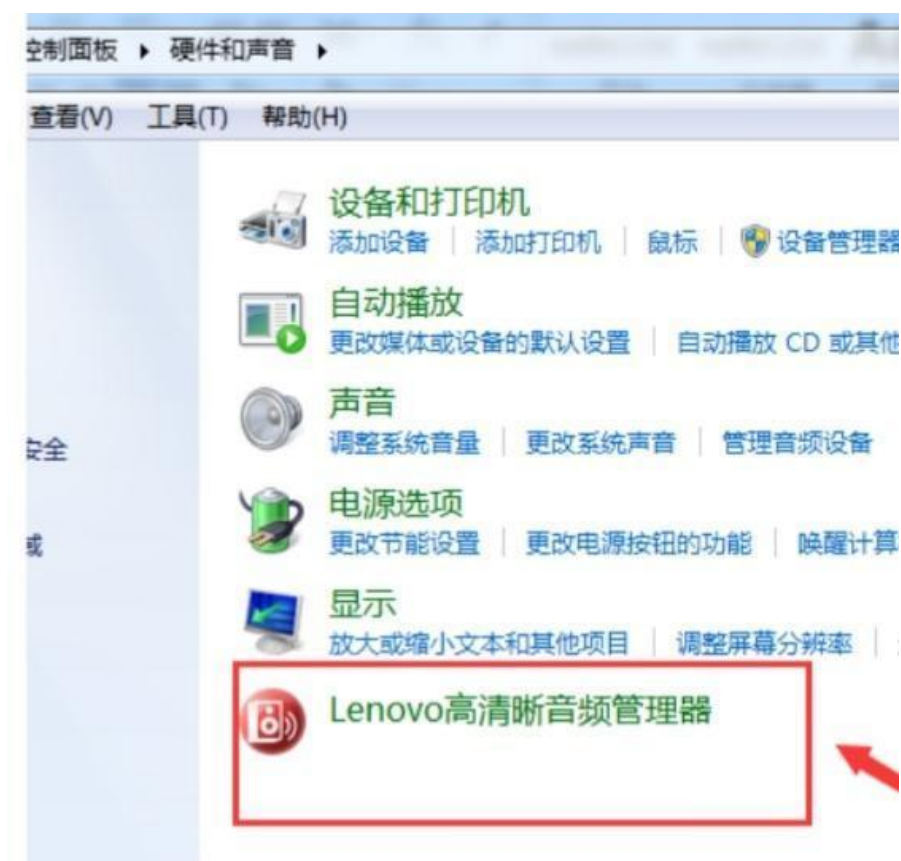 控制面板 ▸ 硬件和声音 ▸
查看(V) 工具(T) 帮助(H)
设备和打印机
添加设备 | 添加打印机 | 鼠标 | 设备管理器
自动播放
更改媒体或设备的默认设置 | 自动播放 CD 或其他
声音
调整系统音量 | 更改系统声音 | 管理音频设备
安全
电源选项
更改节能设置 | 更改电源按钮的功能 | 唤醒计算
域
显示
放大或缩小文本和其他项目 | 调整屏幕分辨率 |
Lenovo高清晰音频管理器